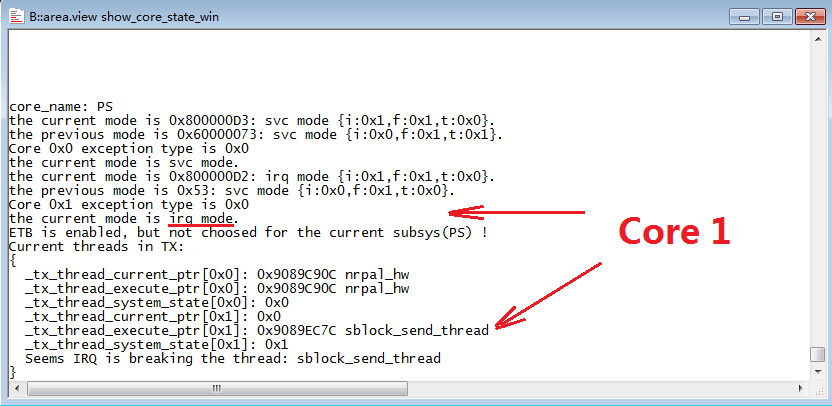 B::area.view show_core_state_win
core_name: PS
the current mode is 0x800000D3: svc mode {i:0x1,f:0x1,t:0x0}.
the previous mode is 0x60000073: svc mode {i:0x0,f:0x1,t:0x1}.
Core 0x0 exception type is 0x0
the current mode is svc mode.
the current mode is 0x800000D2: irq mode {i:0x1,f:0x1,t:0x0}.
the previous mode is 0x53: svc mode {i:0x0,f:0x1,t:0x0}.
Core 0x1 exception type is 0x0
the current mode is irq mode.
ETB is enabled, but not choosed for the current subsys(PS) !
Current threads in TX:
{
_tx_thread_current_ptr[0x0]: 0x9089C90C nrpal_hw
_tx_thread_execute_ptr[0x0]: 0x9089C90C nrpal_hw
_tx_thread_system_state[0x0]: 0x0
_tx_thread_current_ptr[0x1]: 0x0
_tx_thread_execute_ptr[0x1]: 0x9089EC7C sblock_send_thread
_tx_thread_system_state[0x1]: 0x1
Seems IRQ is breaking the thread: sblock_send_thread
}
Core 1